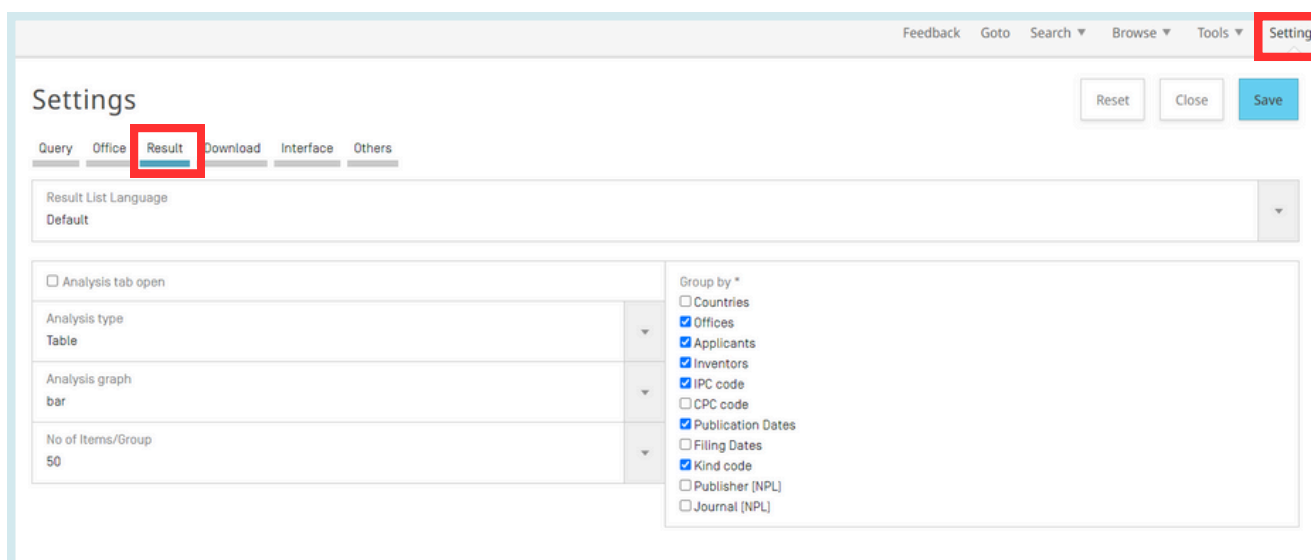 Feedback Goto Search ▼ Browse ▼ Tools ▼ Setting
Settings
Reset Close Save
Query Office Result Download Interface Others
Result List Language
Default
Analysis tab open
Analysis type
Table
Analysis graph
bar
No of Items/Group
50
Group by *
Countries
Offices
Applicants
Inventors
IPC code
CPC code
Publication Dates
Filing Dates
Kind code
Publisher [NPL]
Journal [NPL]